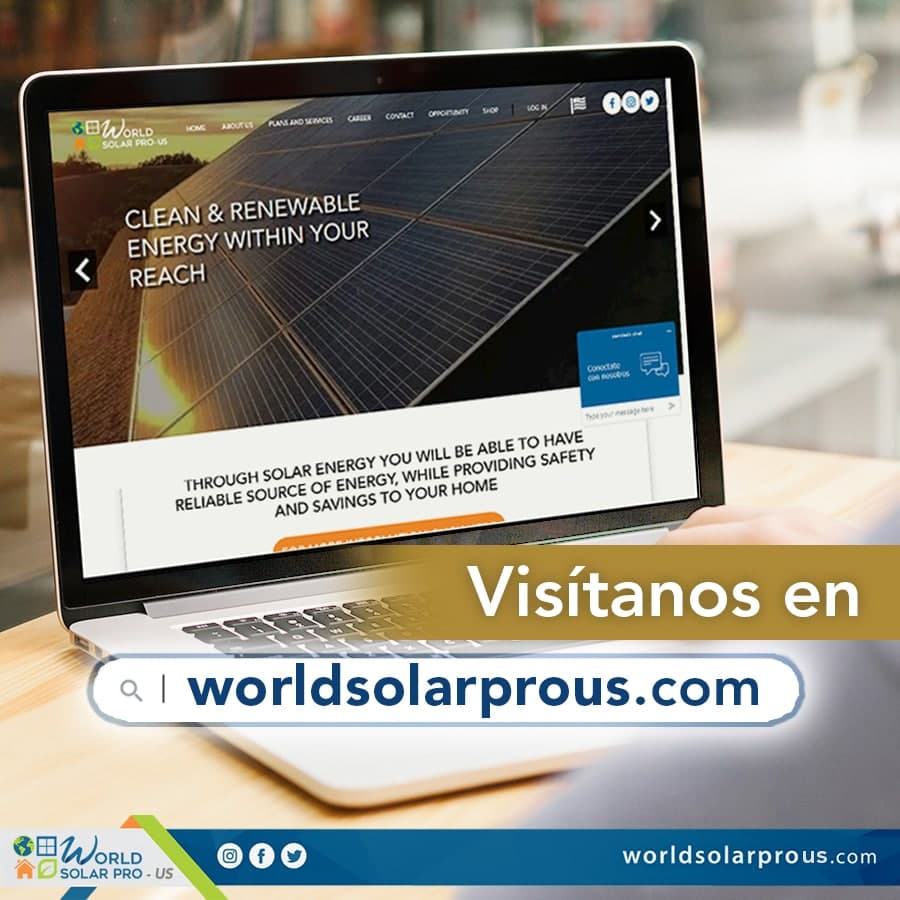 WORLD
SOLAR PRO-US
HOME ABOUT US PLANS AND SERVICES CAREER CONTACT OPPORTUNITY SHOP LOG IN
CLEAN & RENEWABLE
ENERGY WITHIN YOUR
REACH
Conectate
con nosotros
Type your message here
THROUGH SOLAR ENERGY YOU WILL BE ABLE TO HAVE
RELIABLE SOURCE OF ENERGY, WHILE PROVIDING SAFETY
AND SAVINGS TO YOUR HOME
Visítanos en
worldsolarprous.com
WORLD
SOLAR PRO - US
worldsolarprous.com